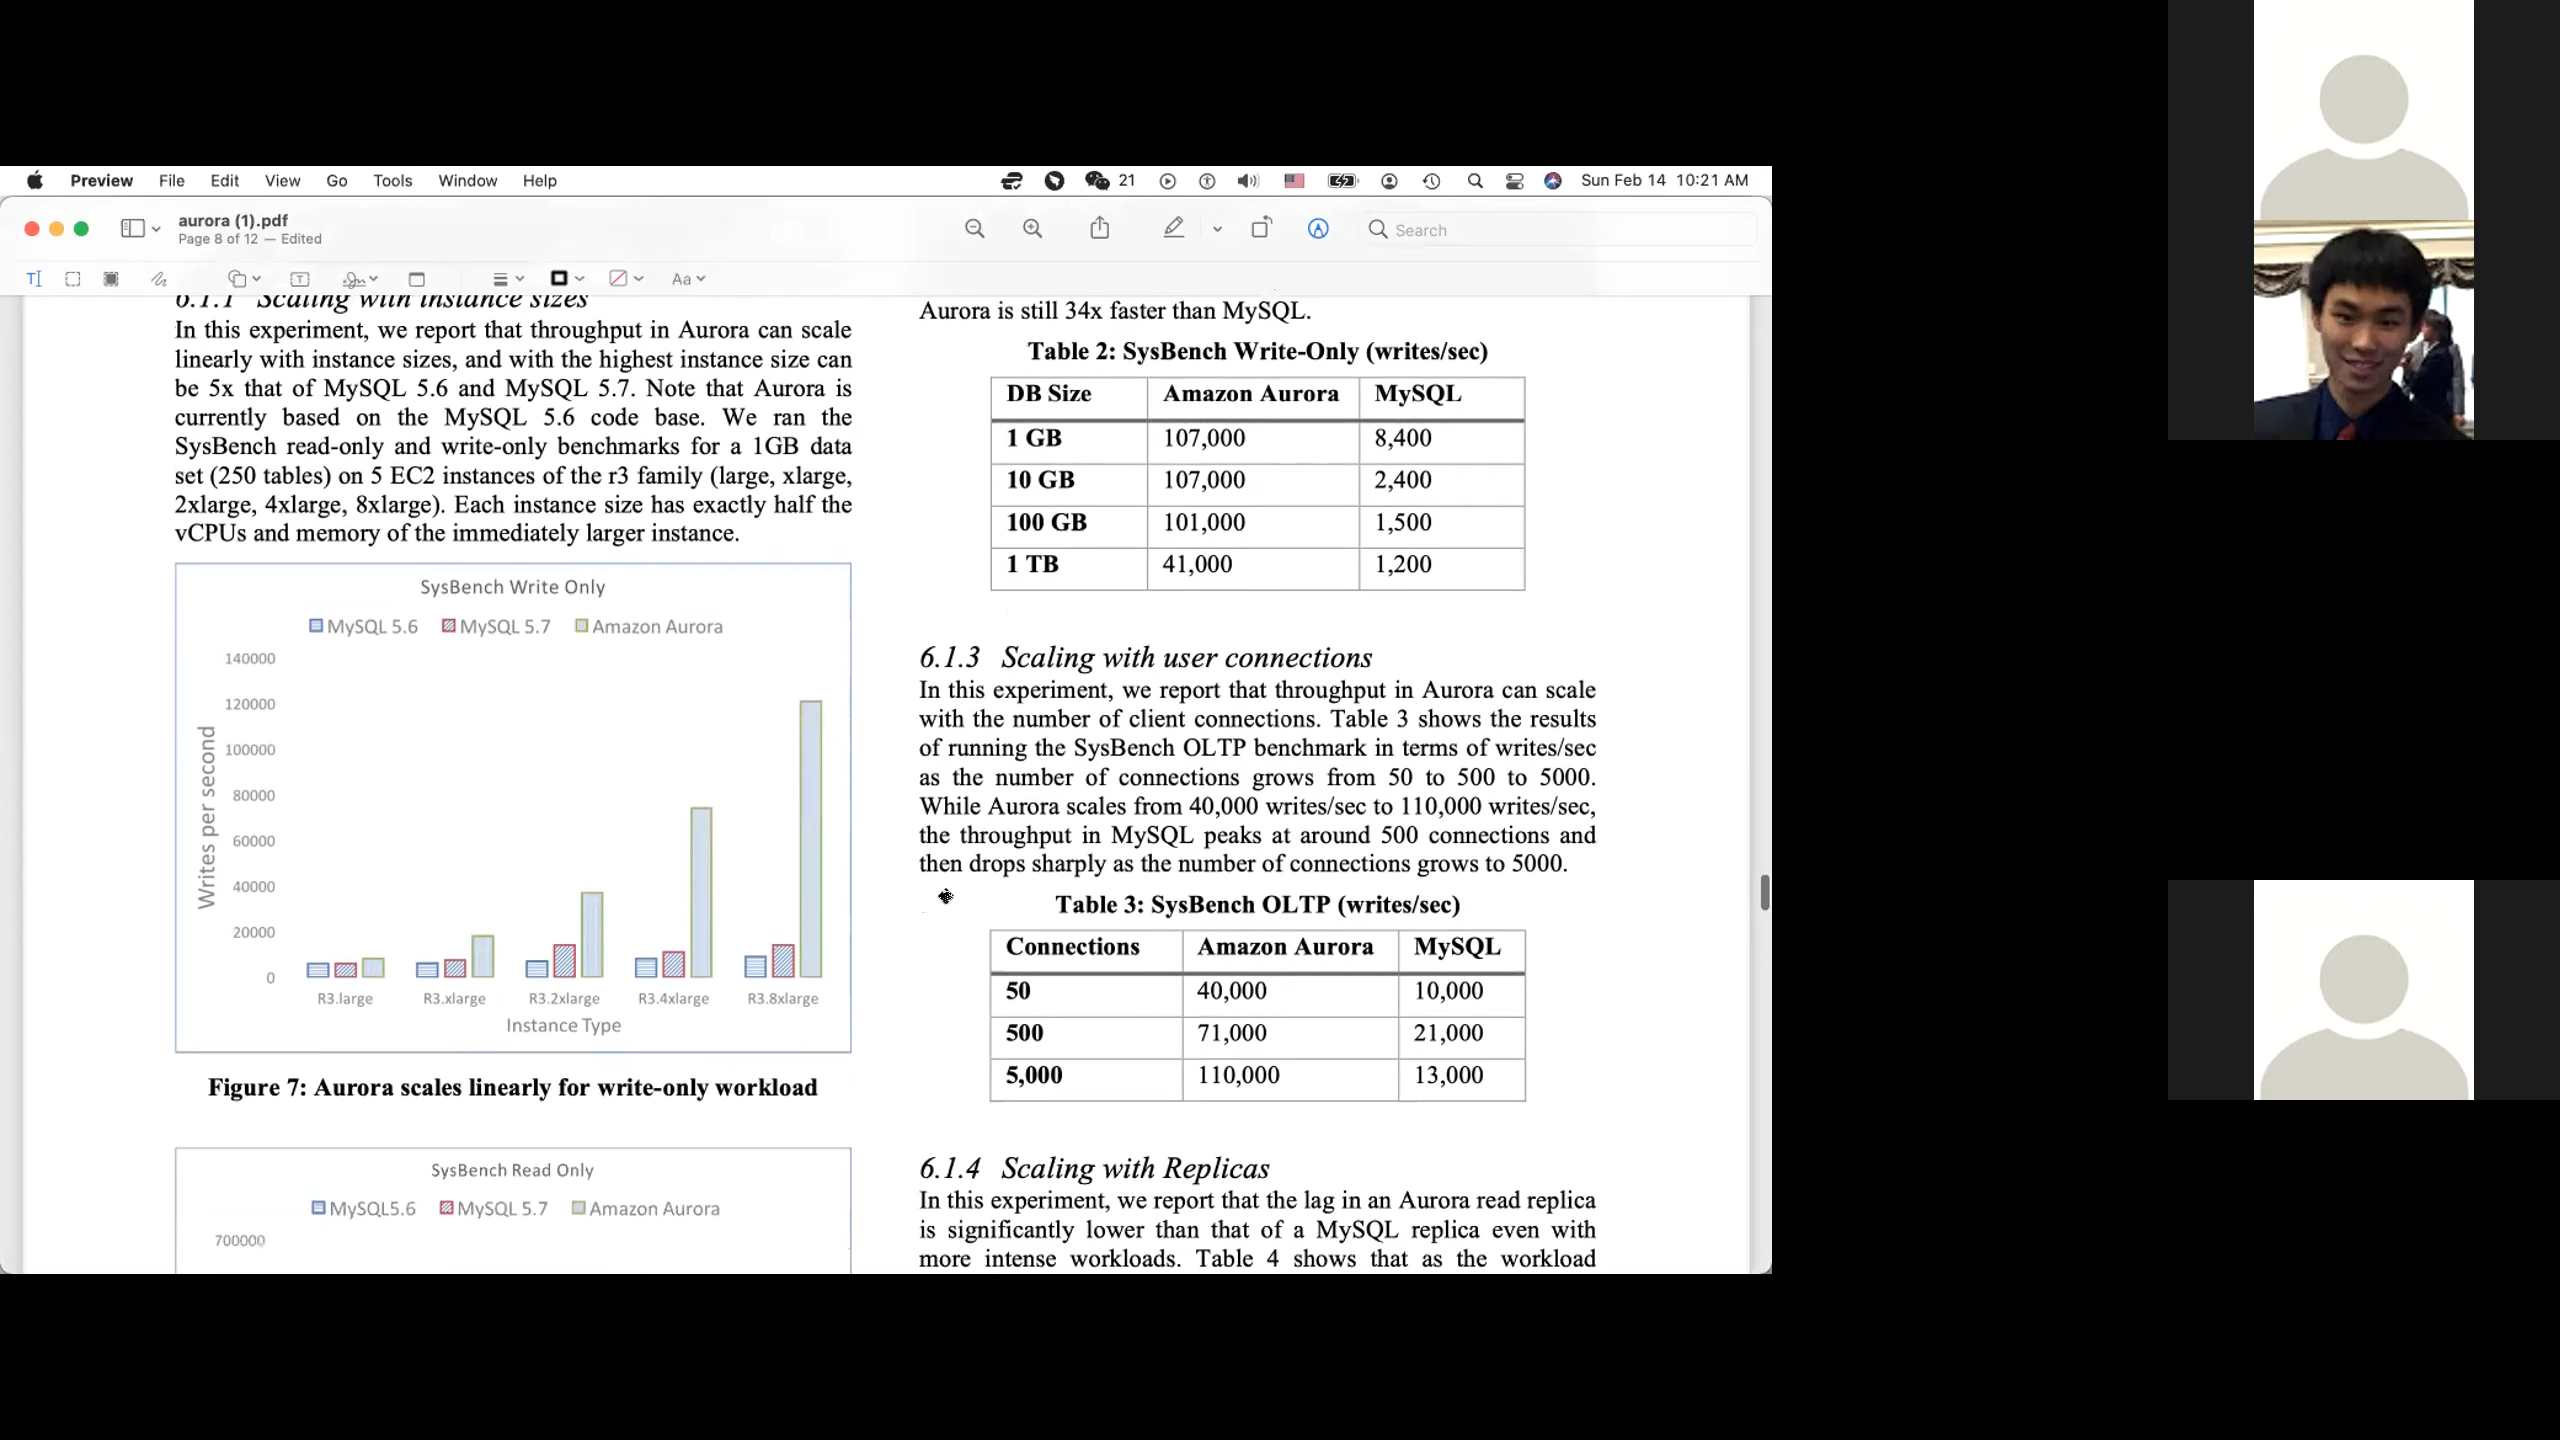 Preview File Edit View Go Tools Window Help 21 Sun Feb 14 10:21 AM
aurora (1).pdf
Page 8 of 12 — Edited
Search
Aa
6.1.1 Scaling with instance sizes
In this experiment, we report that throughput in Aurora can scale
linearly with instance sizes, and with the highest instance size can
be 5x that of MySQL 5.6 and MySQL 5.7. Note that Aurora is
currently based on the MySQL 5.6 code base. We ran the
SysBench read-only and write-only benchmarks for a 1GB data
set (250 tables) on 5 EC2 instances of the r3 family (large, xlarge,
2xlarge, 4xlarge, 8xlarge). Each instance size has exactly half the
vCPUs and memory of the immediately larger instance.
SysBench Write Only
MySQL 5.6 MySQL 5.7 Amazon Aurora
Writes per second
140000
120000
100000
80000
60000
40000
20000
0
R3.large R3.xlarge R3.2xlarge R3.4xlarge R3.8xlarge
Instance Type
Figure 7: Aurora scales linearly for write-only workload
SysBench Read Only
MySQL5.6 MySQL 5.7 Amazon Aurora
700000
Aurora is still 34x faster than MySQL.
Table 2: SysBench Write-Only (writes/sec)
DB Size Amazon Aurora MySQL
1 GB 107,000 8,400
10 GB 107,000 2,400
100 GB 101,000 1,500
1 TB 41,000 1,200
6.1.3 Scaling with user connections
In this experiment, we report that throughput in Aurora can scale
with the number of client connections. Table 3 shows the results
of running the SysBench OLTP benchmark in terms of writes/sec
as the number of connections grows from 50 to 500 to 5000.
While Aurora scales from 40,000 writes/sec to 110,000 writes/sec,
the throughput in MySQL peaks at around 500 connections and
then drops sharply as the number of connections grows to 5000.
Table 3: SysBench OLTP (writes/sec)
Connections Amazon Aurora MySQL
50 40,000 10,000
500 71,000 21,000
5,000 110,000 13,000
6.1.4 Scaling with Replicas
In this experiment, we report that the lag in an Aurora read replica
is significantly lower than that of a MySQL replica even with
more intense workloads. Table 4 shows that as the workload